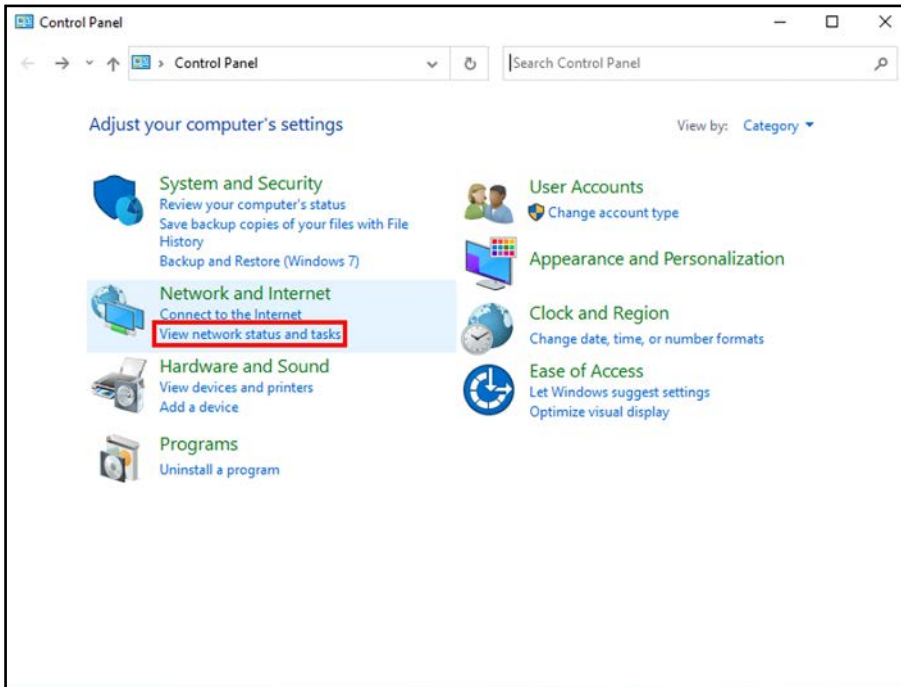 Control Panel
Control Panel
Search Control Panel
Adjust your computer's settings
View by: Category
System and Security
Review your computer's status
Save backup copies of your files with File
History
Backup and Restore (Windows 7)
Network and Internet
Connect to the Internet
View network status and tasks
Hardware and Sound
View devices and printers
Add a device
Programs
Uninstall a program
User Accounts
Change account type
Appearance and Personalization
Clock and Region
Change date, time, or number formats
Ease of Access
Let Windows suggest settings
Optimize visual display